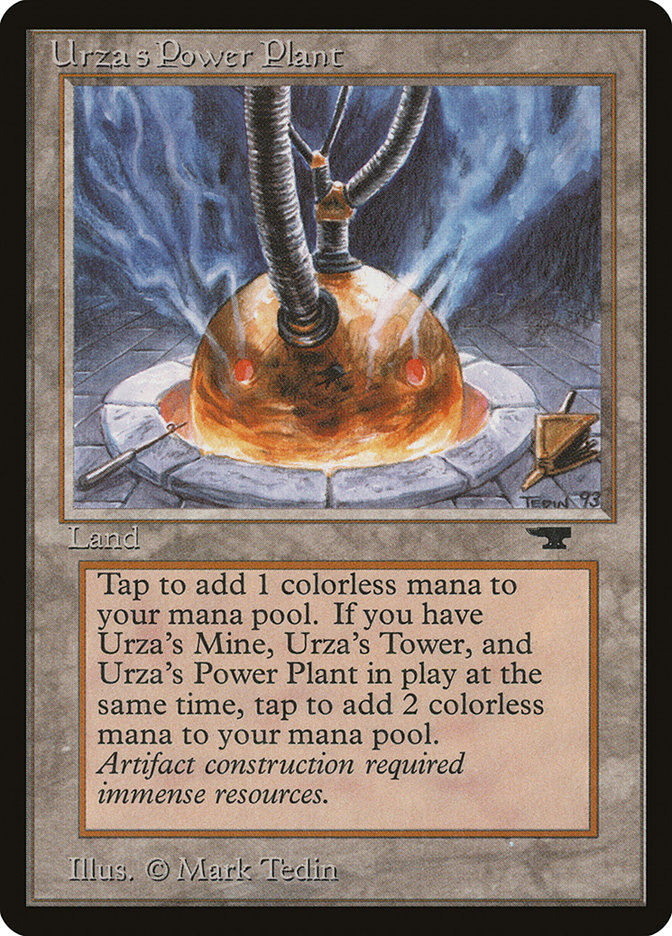 Urza's Power Plant
TEDIN 93
Land
Tap to add 1 colorless mana to
your mana pool. If you have
Urza's Mine, Urza's Tower, and
Urza's Power Plant in play at the
same time, tap to add 2 colorless
mana to your mana pool.
Artifact construction required
immense resources.
Illus. © Mark Tedin